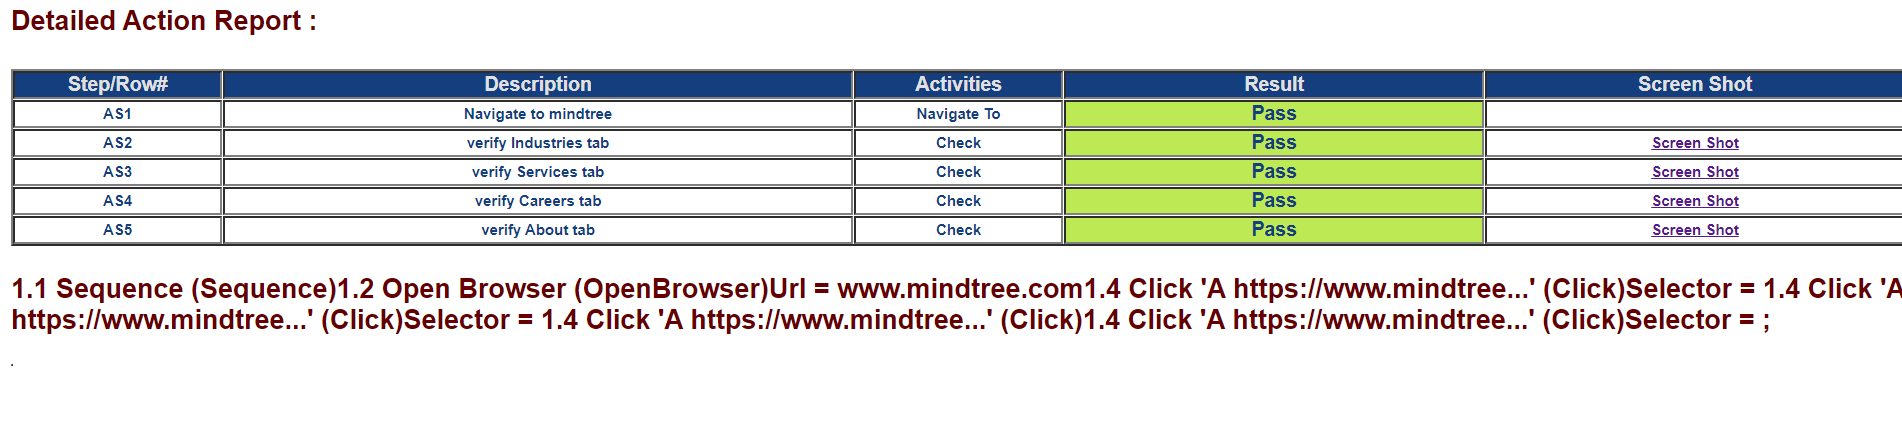 Detailed Action Report :
Step/Row# Description Activities Result Screen Shot
AS1 Navigate to mindtree Navigate To Pass
AS2 verify Industries tab Check Pass Screen Shot
AS3 verify Services tab Check Pass Screen Shot
AS4 verify Careers tab Check Pass Screen Shot
AS5 verify About tab Check Pass Screen Shot
1.1 Sequence (Sequence)1.2 Open Browser (OpenBrowser)Url = www.mindtree.com1.4 Click 'A https://www.mindtree...' (Click)Selector = 1.4 Click 'A
https://www.mindtree...' (Click)Selector = 1.4 Click 'A https://www.mindtree...' (Click)1.4 Click 'A https://www.mindtree...' (Click)Selector = ;
.